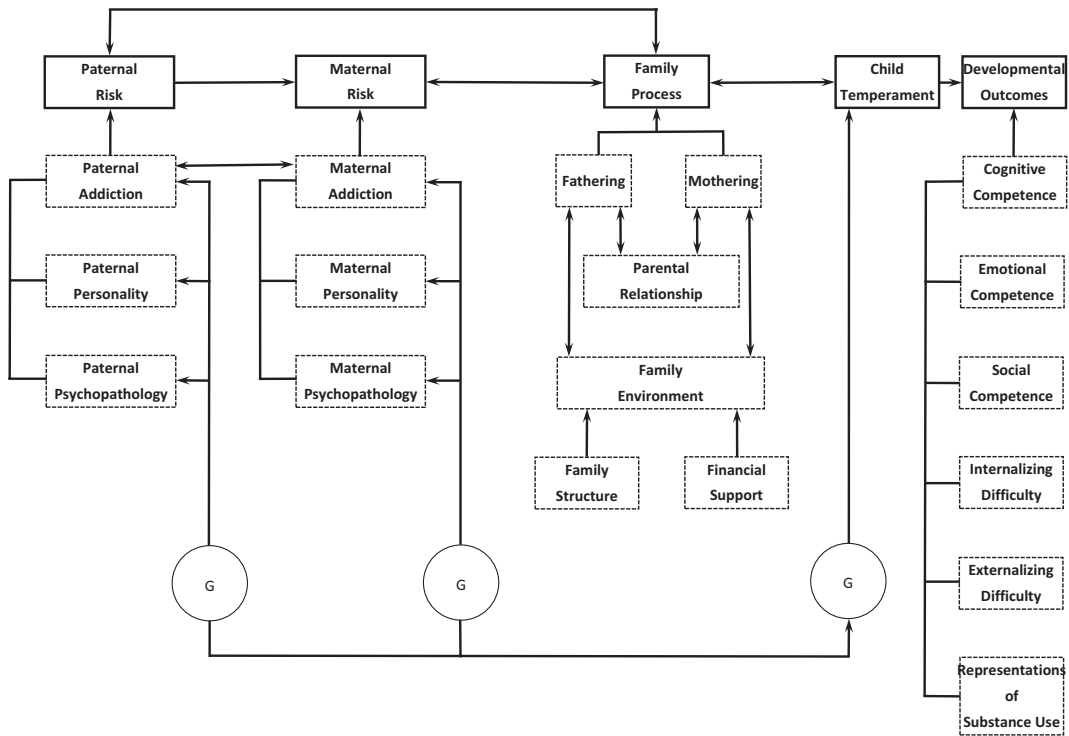 Paternal
Risk
Maternal
Risk
Family
Process
Child
Temperament
Developmental
Outcomes
Paternal
Addiction
Maternal
Addiction
Fathering
Mothering
Cognitive
Competence
Paternal
Personality
Maternal
Personality
Parental
Relationship
Emotional
Competence
Paternal
Psychopathology
Maternal
Psychopathology
Family
Environment
Social
Competence
Family
Structure
Financial
Support
Internalizing
Difficulty
G
G
G
Externalizing
Difficulty
Representations
of
Substance Use